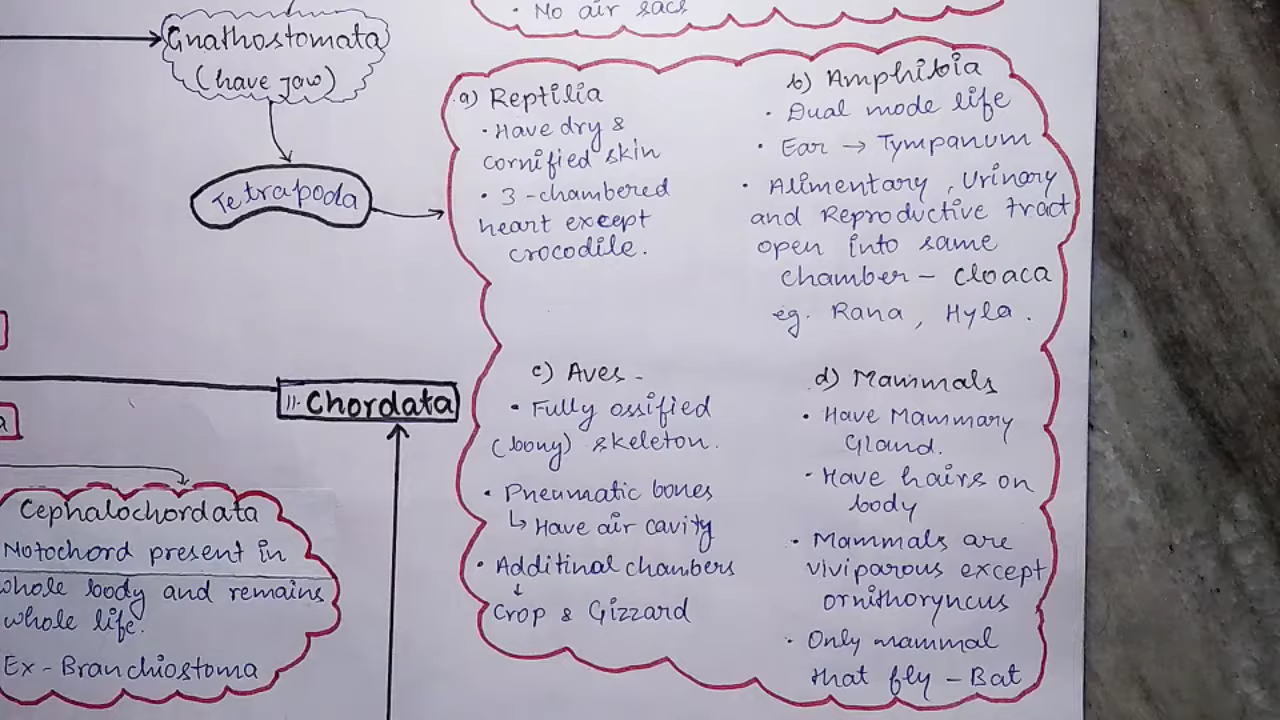 • No air sacs
Gnathostomata
(have jaw)
Tetrapoda
a) Reptilia
• Have dry &
cornified skin
• 3-chambered
heart except
crocodile.
b) Amphibia
• Dual mode life
• Ear → Tympanum
• Alimentary, Urinary
and Reproductive tract
open into same
chamber – cloaca
eg. Rana, Hyla.
c) Aves -
• Fully ossified
(bony) skeleton.
• Pneumatic bones
↳ Have air cavity
• Additinal chambers
↓
Crop & Gizzard
d) Mammals
• Have Mammary
Gland.
• Have hairs on
body
• Mammals are
viviparous except
ornithoryncus
• Only mammal
that fly – Bat
11. Chordata
a
Cephalochordata
Notochord present in
whole body and remains
whole life.
Ex - Branchiostoma